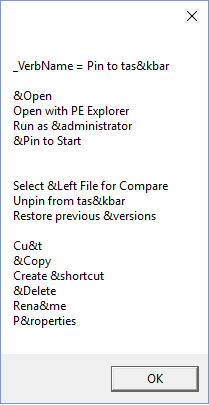 _VerbName = Pin to tas&kbar
&Open
Open with PE Explorer
Run as &administrator
&Pin to Start
Select &Left File for Compare
Unpin from tas&kbar
Restore previous &versions
Cu&t
&Copy
Create &shortcut
&Delete
Rena&me
P&roperties
OK